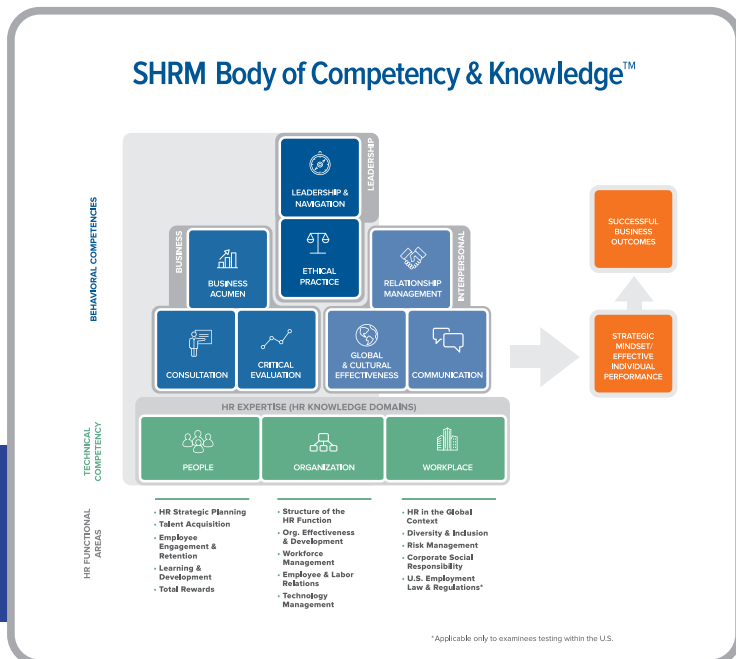 SHRM Body of Competency & Knowledge™
BEHAVIORAL COMPETENCIES
LEADERSHIP
LEADERSHIP &
NAVIGATION
ETHICAL
PRACTICE
BUSINESS
BUSINESS
ACUMEN
CONSULTATION
CRITICAL
EVALUATION
INTERPERSONAL
RELATIONSHIP
MANAGEMENT
GLOBAL
& CULTURAL
EFFECTIVENESS
COMMUNICATION
SUCCESSFUL
BUSINESS
OUTCOMES
STRATEGIC
MINDSET/
EFFECTIVE
INDIVIDUAL
PERFORMANCE
TECHNICAL
COMPETENCY
HR EXPERTISE (HR KNOWLEDGE DOMAINS)
PEOPLE
ORGANIZATION
WORKPLACE
HR FUNCTIONAL
AREAS
• HR Strategic Planning
• Talent Acquisition
• Employee
Engagement &
Retention
• Learning &
Development
• Total Rewards
• Structure of the
HR Function
• Org. Effectiveness
& Development
• Workforce
Management
• Employee & Labor
Relations
• Technology
Management
• HR in the Global
Context
• Diversity & Inclusion
• Risk Management
• Corporate Social
Responsibility
• U.S. Employment
Law & Regulations*
*Applicable only to examinees testing within the U.S.